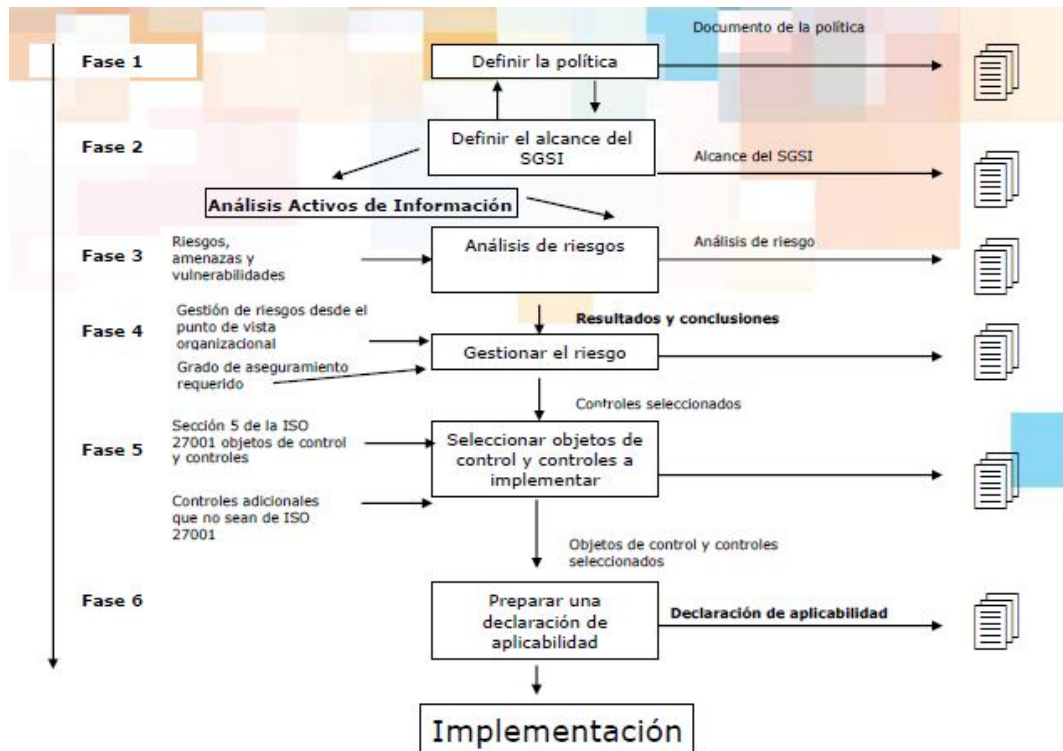 Documento de la política
Fase 1
Definir la política
Fase 2
Definir el alcance del
SGSI
Alcance del SGSI
Análisis Activos de Información
Fase 3
Riesgos,
amenazas y
vulnerabilidades
Análisis de riesgos
Análisis de riesgo
Fase 4
Gestión de riesgos desde el
punto de vista
organizacional
Resultados y conclusiones
Gestionar el riesgo
Grado de aseguramiento
requerido
Controles seleccionados
Fase 5
Sección 5 de la ISO
27001 objetos de control
y controles
Seleccionar objetos de
control y controles a
implementar
Controles adicionales
que no sean de ISO
27001
Objetos de control y controles
seleccionados
Fase 6
Preparar una
declaración de
aplicabilidad
Declaración de aplicabilidad
Implementación